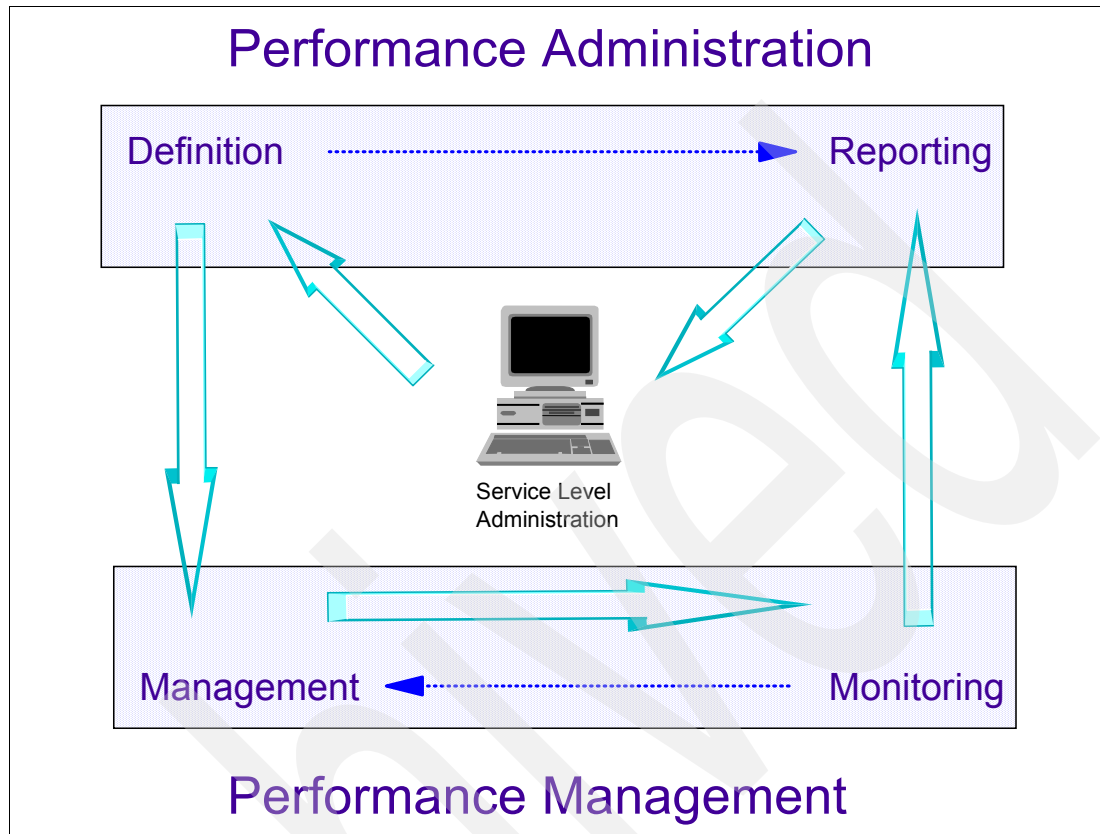 Performance Administration
Definition
Reporting
Service Level
Administration
Management
Monitoring
Performance Management